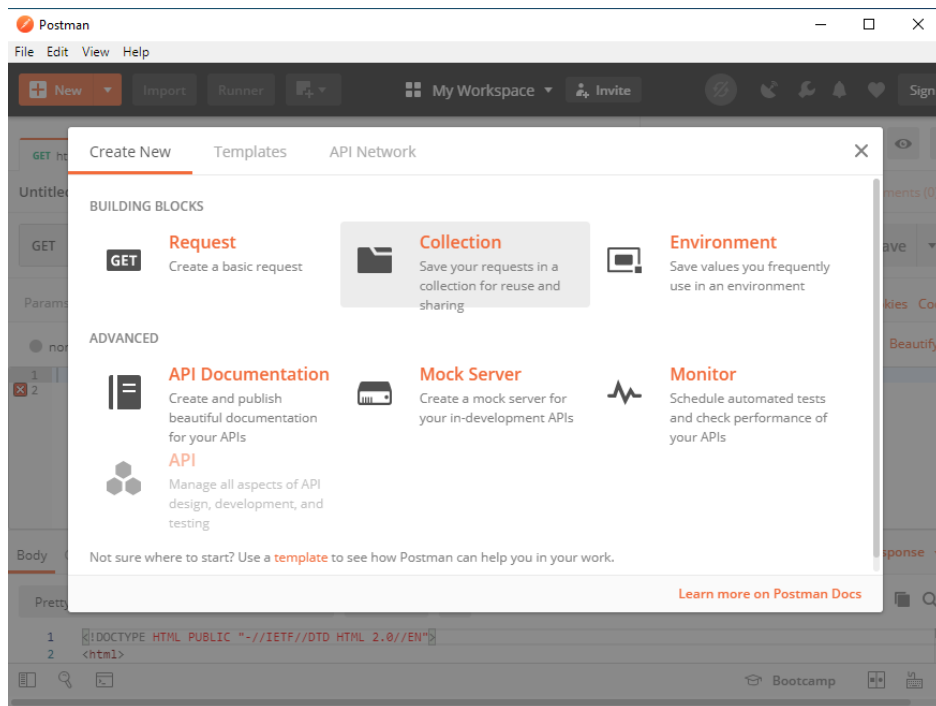 Postman
File Edit View Help
New Import Runner My Workspace Invite Sign
Create New Templates API Network
GET
Untitled
BUILDING BLOCKS
GET
Request
Create a basic request
Collection
Save your requests in a
collection for reuse and
sharing
Environment
Save values you frequently
use in an environment
GET
Params
ADVANCED
API Documentation
Create and publish
beautiful documentation
for your APIs
Mock Server
Create a mock server for
your in-development APIs
Monitor
Schedule automated tests
and check performance of
your APIs
Beautify
1
2
API
Manage all aspects of API
design, development, and
testing
Not sure where to start? Use a template to see how Postman can help you in your work.
Learn more on Postman Docs
Body
Pretty
1 <!DOCTYPE HTML PUBLIC "-//IETF//DTD HTML 2.0//EN">
2 <html>
Bootcamp